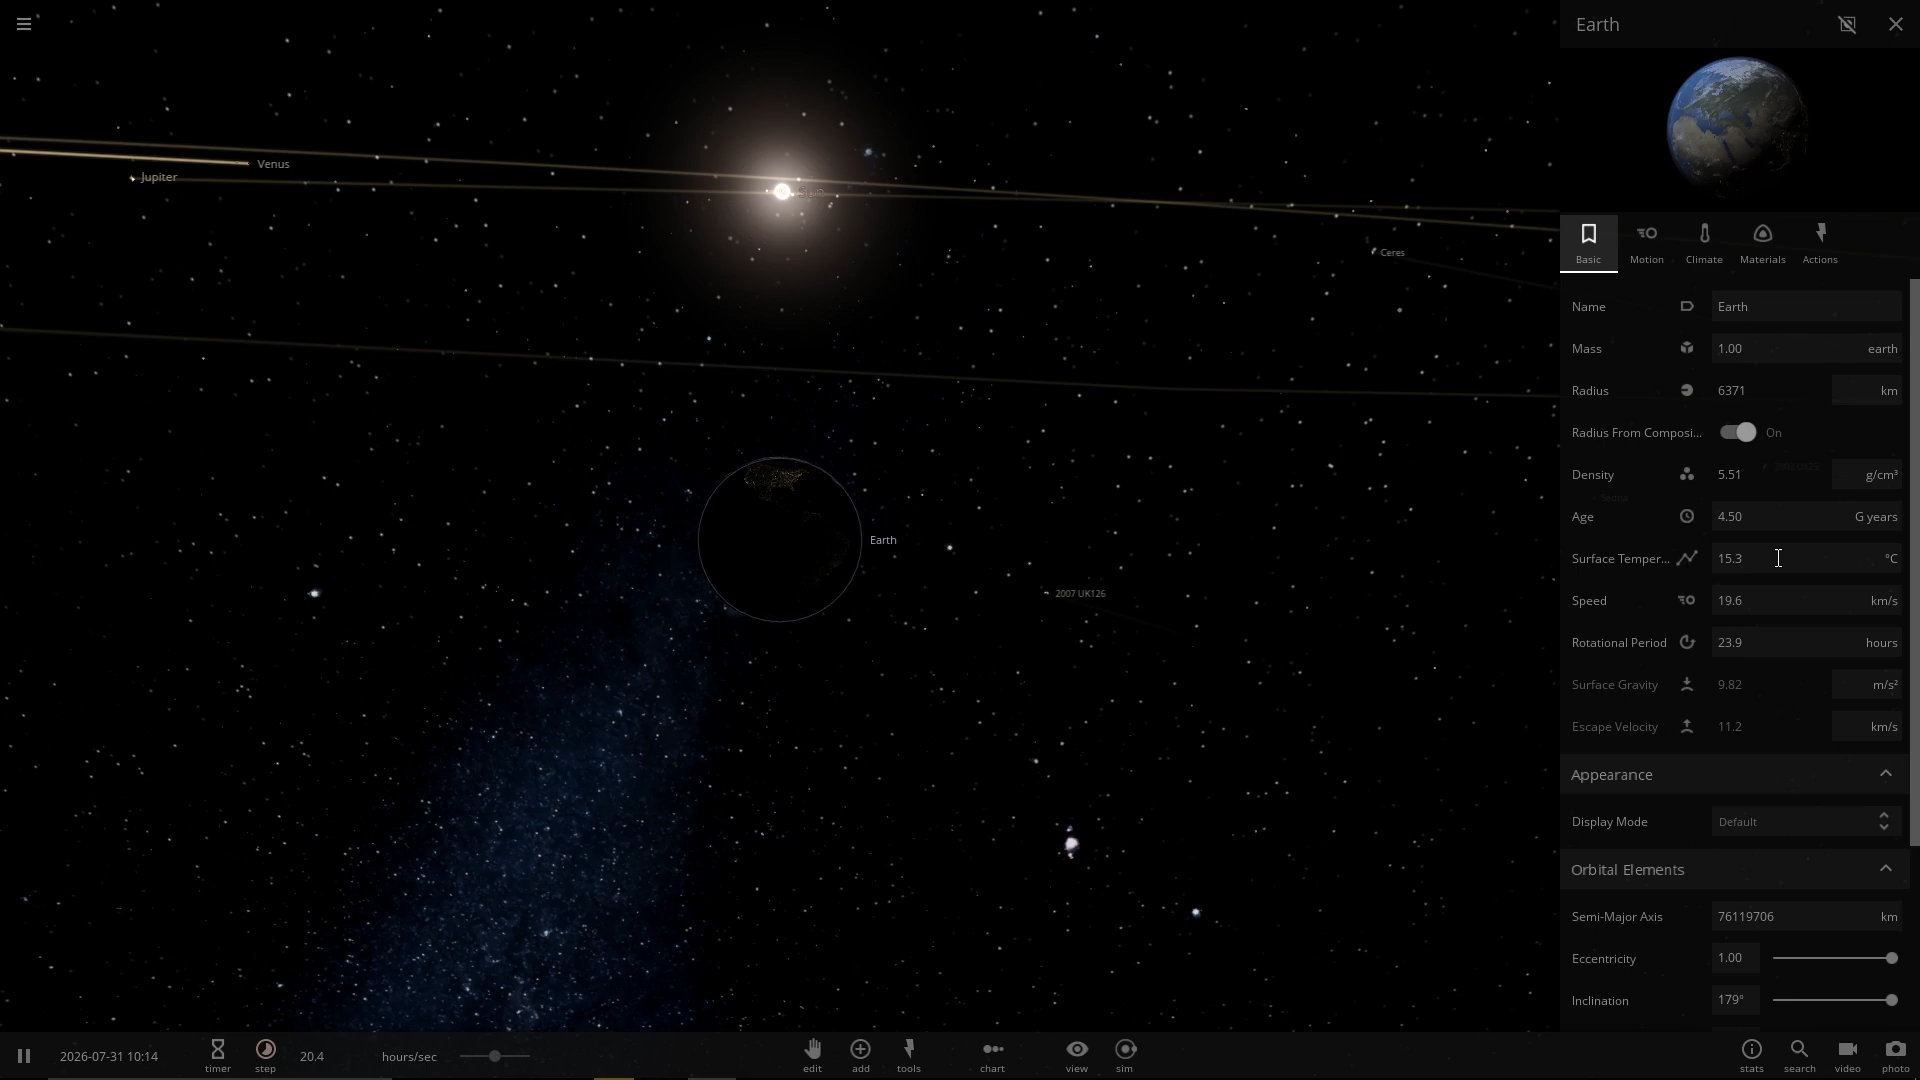 Earth
Venus
Jupiter
Sun
Ceres
Earth
2007 UK126
Basic
Motion
Climate
Materials
Actions
Name
Earth
Mass
1.00
earth
Radius
6371
km
Radius From Composi...
On
Density
5.51
g/cm³
Age
4.50
G years
Surface Temper...
15.3
°C
Speed
19.6
km/s
Rotational Period
23.9
hours
Surface Gravity
9.82
m/s²
Escape Velocity
11.2
km/s
Appearance
Display Mode
Default
Orbital Elements
Semi-Major Axis
76119706
km
Eccentricity
1.00
Inclination
179°
2026-07-31 10:14
timer
step
20.4
hours/sec
edit
add
tools
chart
view
sim
stats
search
video
photo